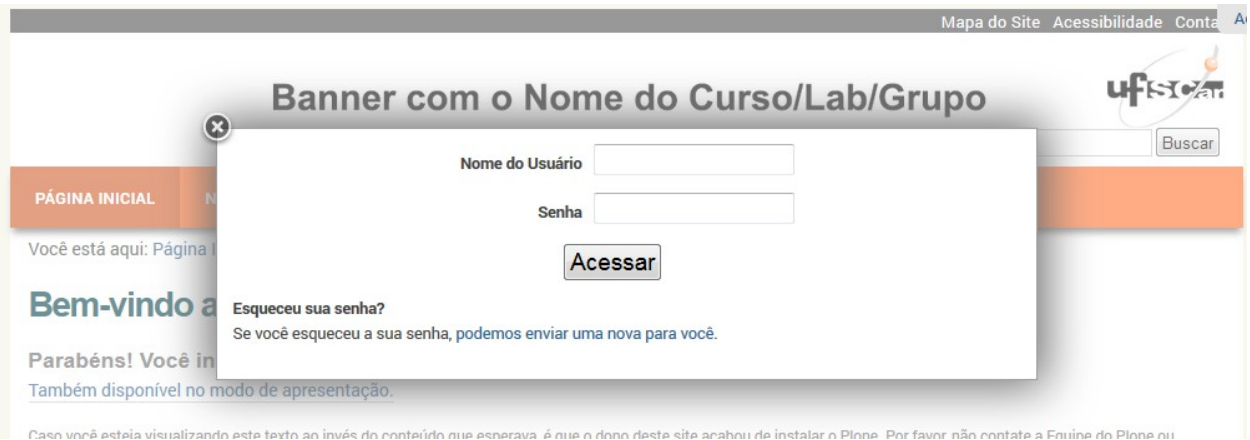 Mapa do Site Acessibilidade Conta
Banner com o Nome do Curso/Lab/Grupo
ufscar
Buscar
Nome do Usuário
PÁGINA INICIAL N
Senha
Você está aqui: Página I
Acessar
Bem-vindo a
Esqueceu sua senha?
Se você esqueceu a sua senha, podemos enviar uma nova para você.
Parabéns! Você in
Também disponível no modo de apresentação.
Caso você esteja visualizando este texto ao invés do conteúdo que esperava, é que o dono deste site acabou de instalar o Plone. Por favor, não contate a Equipe do Plone ou